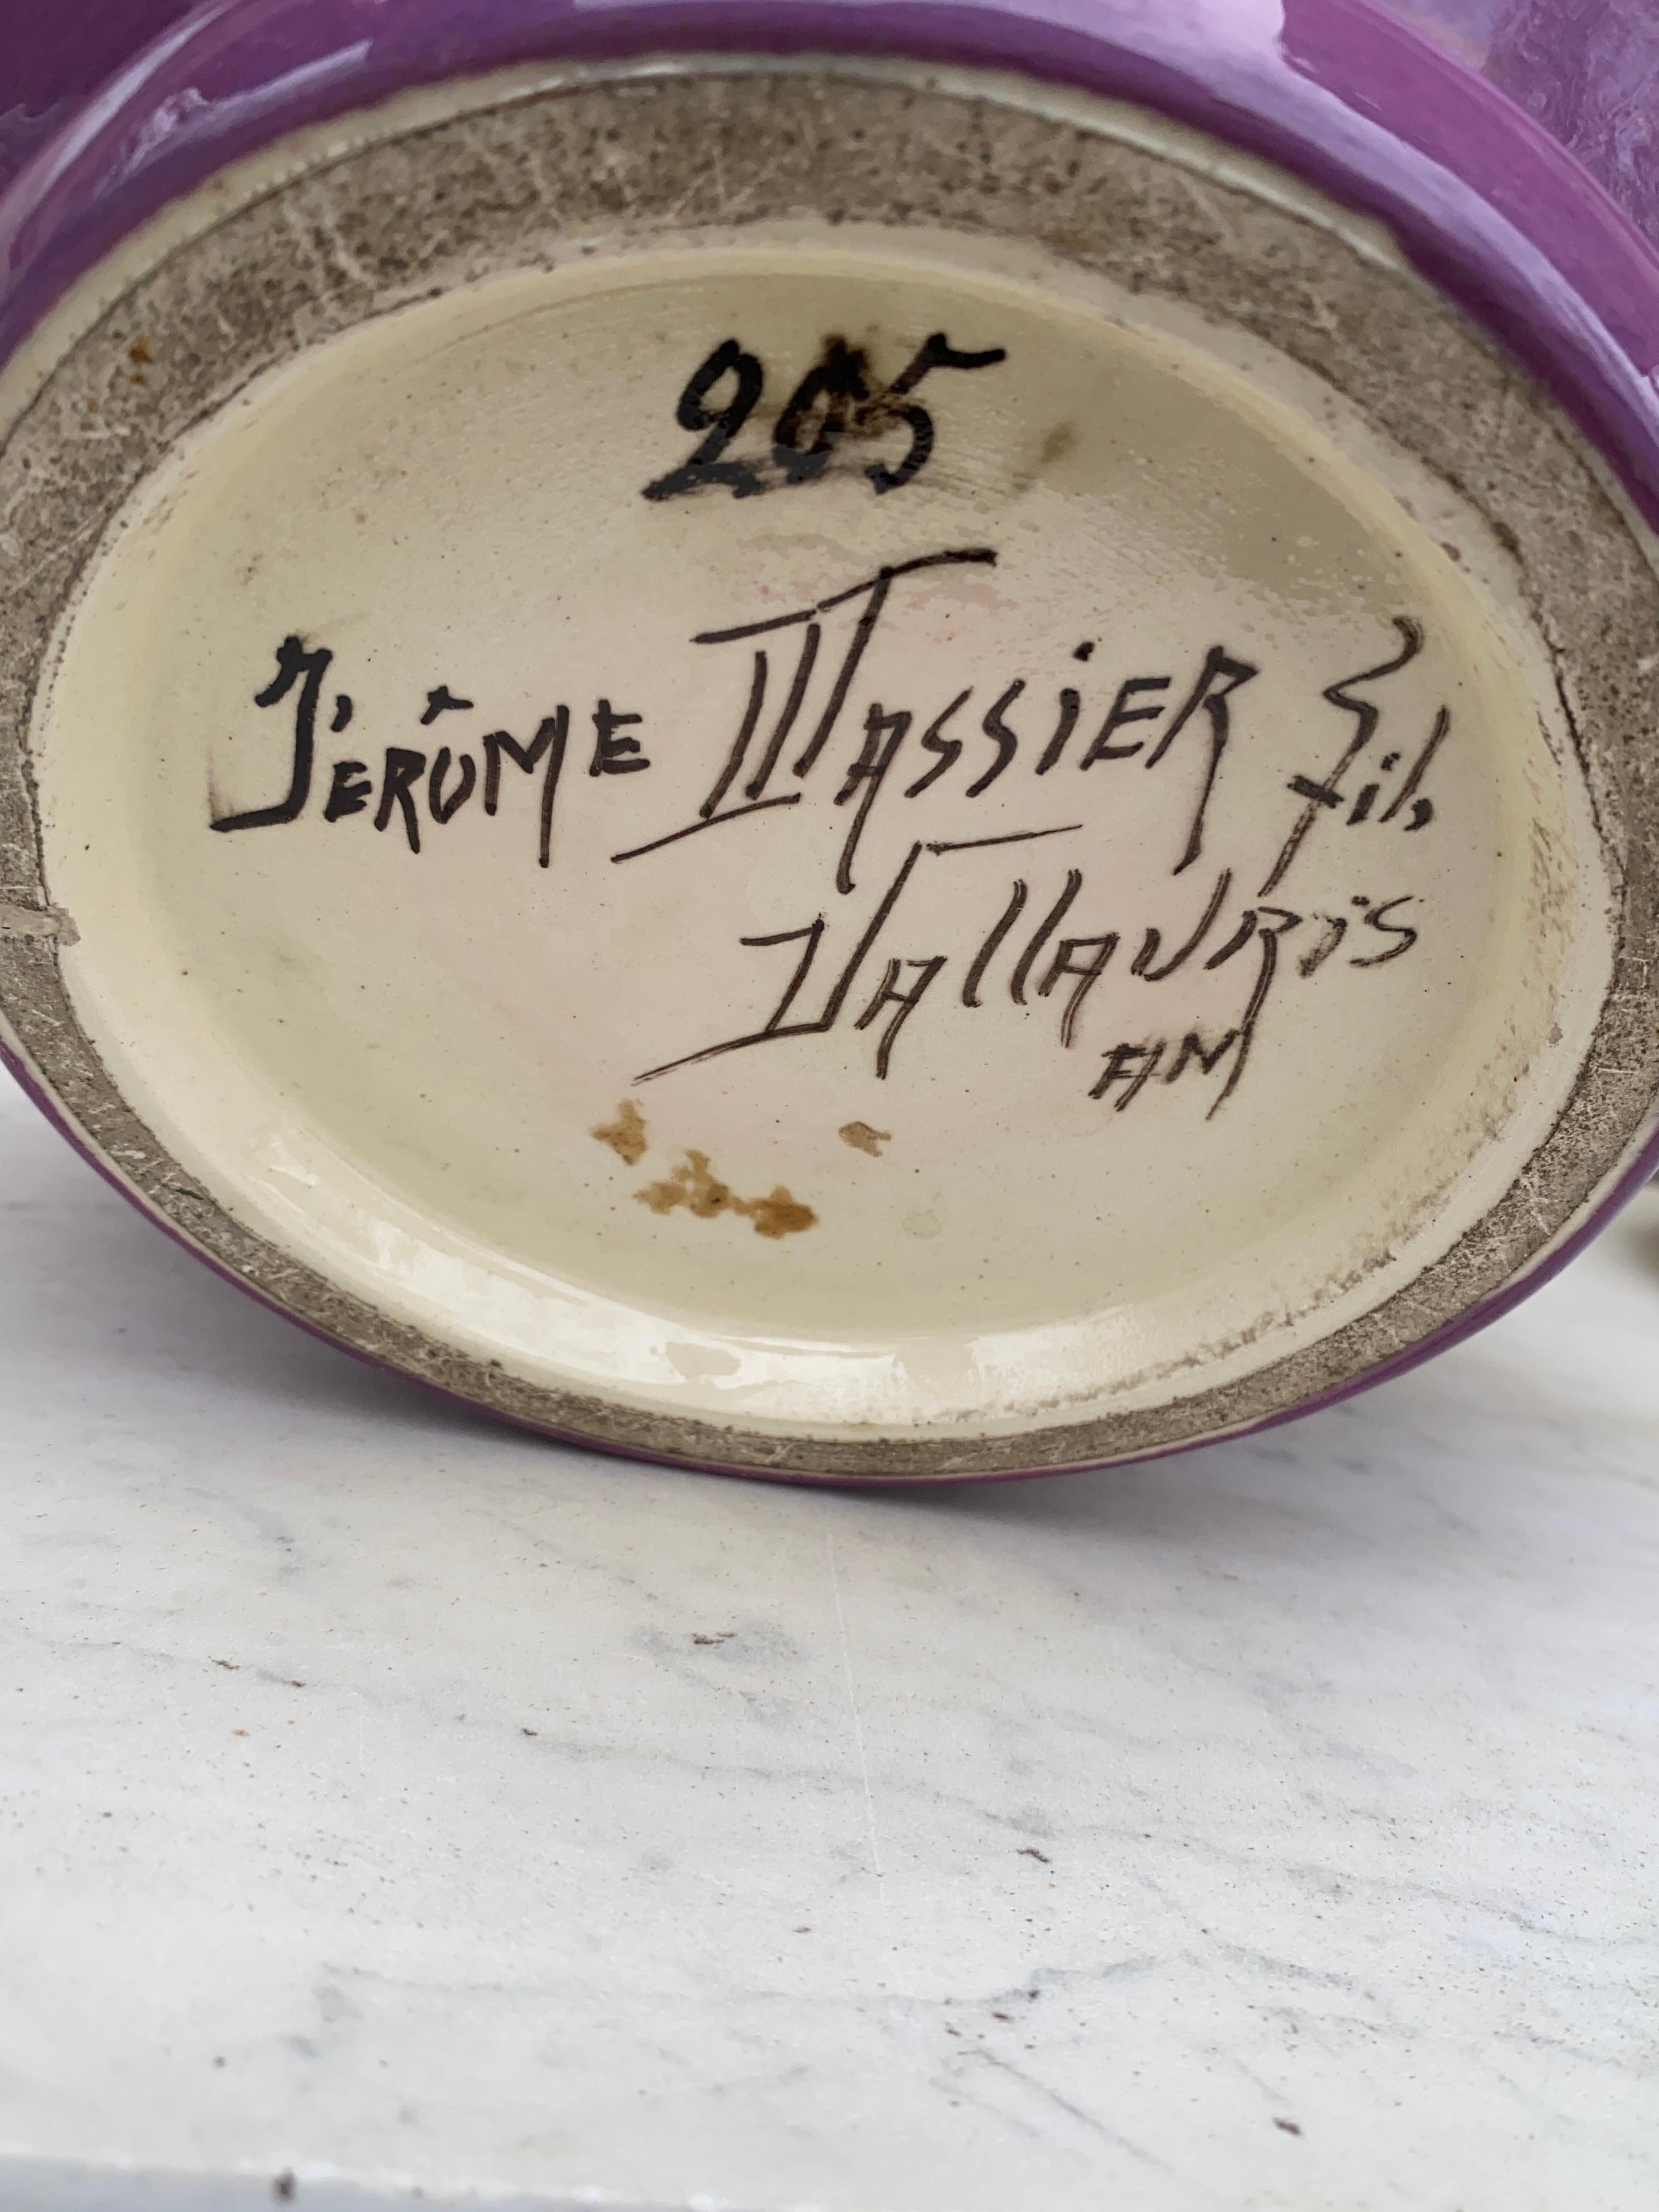 205
JÉRÔME MASSIER fils
VALLAURIS
AM